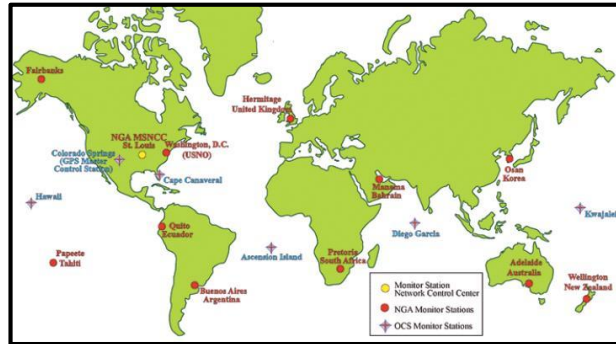 Fairbanks
Hermitage
United Kingdom
NGA MSNCC
St. Louis
Washington, D.C.
(USNO)
Colorado Springs
(GPS Master
Control Station)
Cape Canaveral
Osan
Korea
Manama
Bahrain
Hawaii
Kwajalein
Quito
Ecuador
Diego Garcia
Papeete
Tahiti
Ascension Island
Pretoria
South Africa
Adelaide
Australia
Wellington
New Zealand
Buenos Aires
Argentina
Monitor Station
Network Control Center
NGA Monitor Stations
OCS Monitor Stations